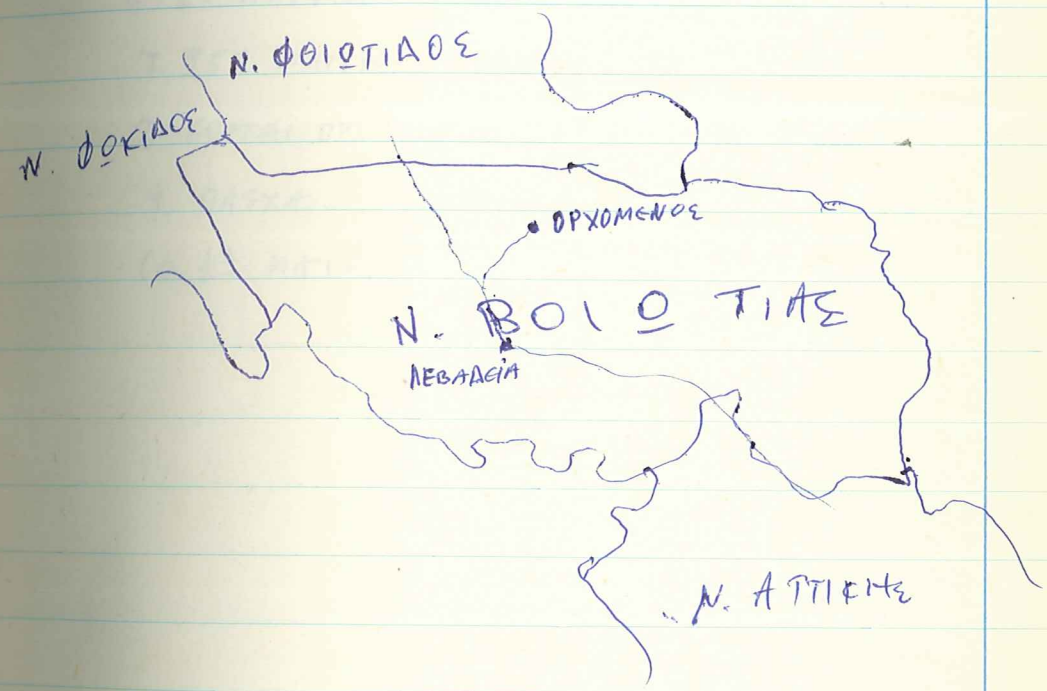 Ν. ΦΘΙΩΤΙΔΟΣ
Ν. ΦΩΚΙΔΟΣ
ΟΡΧΟΜΕΝΟΣ
Ν. ΒΟΙΩΤΙΑΣ
ΛΕΒΑΔΕΙΑ
Ν. ΑΤΤΙΚΗΣ